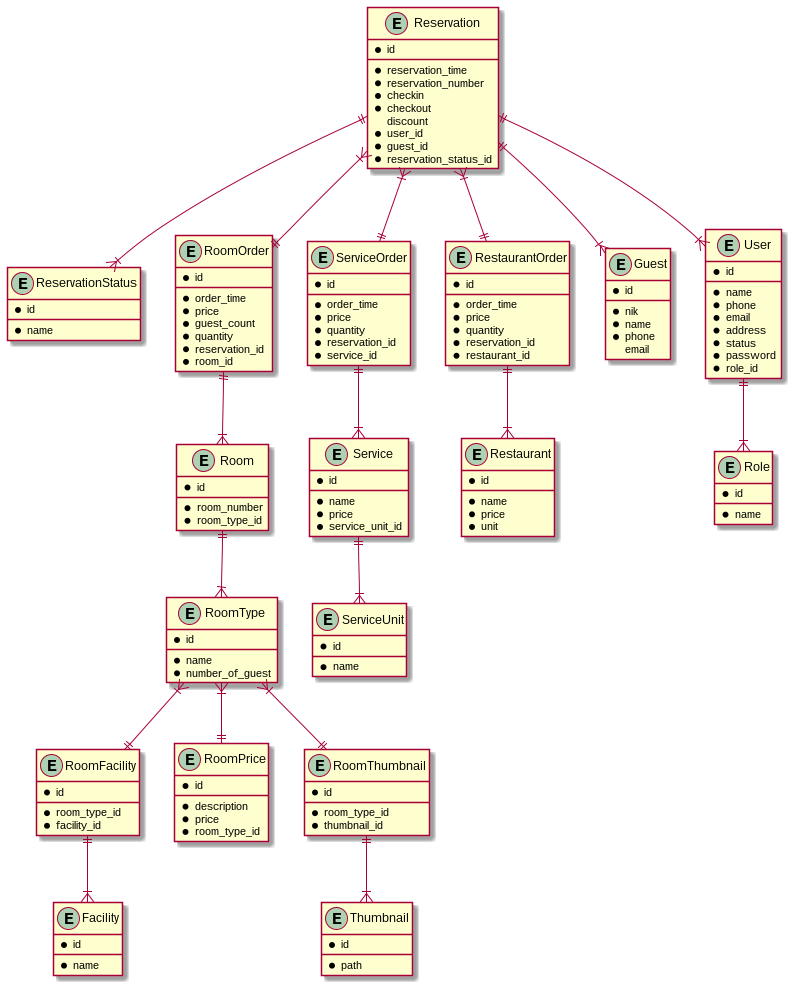 E Reservation
id
reservation_time
reservation_number
checkin
checkout
discount
user_id
guest_id
reservation_status_id
E ReservationStatus
id
name
E RoomOrder
id
order_time
price
guest_count
quantity
reservation_id
room_id
E ServiceOrder
id
order_time
price
quantity
reservation_id
service_id
E RestaurantOrder
id
order_time
price
quantity
reservation_id
restaurant_id
E Guest
id
nik
name
phone
email
E User
id
name
phone
email
address
status
password
role_id
E Room
id
room_number
room_type_id
E Service
id
name
price
service_unit_id
E Restaurant
id
name
price
unit
E Role
id
name
E RoomType
id
name
number_of_guest
E ServiceUnit
id
name
E RoomFacility
id
room_type_id
facility_id
E RoomPrice
id
description
price
room_type_id
E RoomThumbnail
id
room_type_id
thumbnail_id
E Facility
id
name
E Thumbnail
id
path